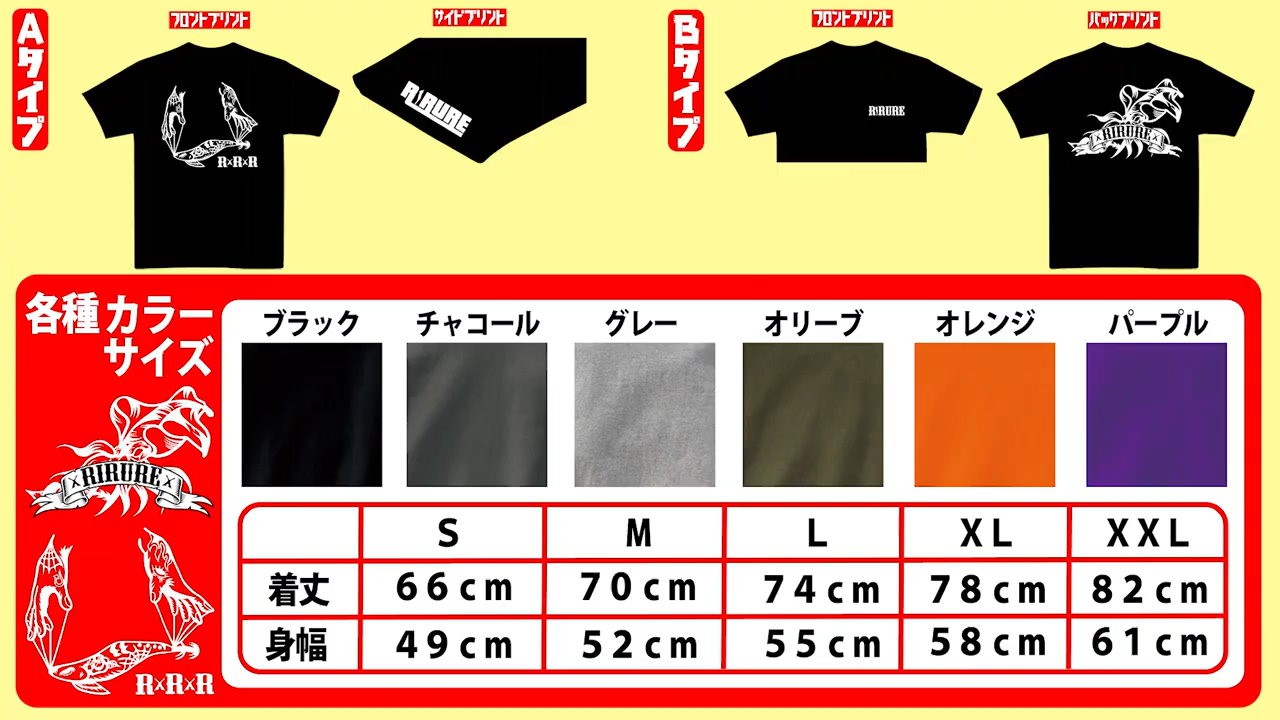 Aタイプ
フロントプリント
サイドプリント
RIRURE
R×R×R
Bタイプ
フロントプリント
バックプリント
RIRURE
×RIRURE×
各種カラー
サイズ
×RIRURE×
R×R×R
ブラック チャコール グレー オリーブ オレンジ パープル
S M L XL XXL
着丈 66cm 70cm 74cm 78cm 82cm
身幅 49cm 52cm 55cm 58cm 61cm